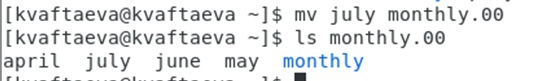 [kvaftaeva@kvaftaeva ~]$ mv july monthly.00
[kvaftaeva@kvaftaeva ~]$ ls monthly.00
april  july  june  may  monthly